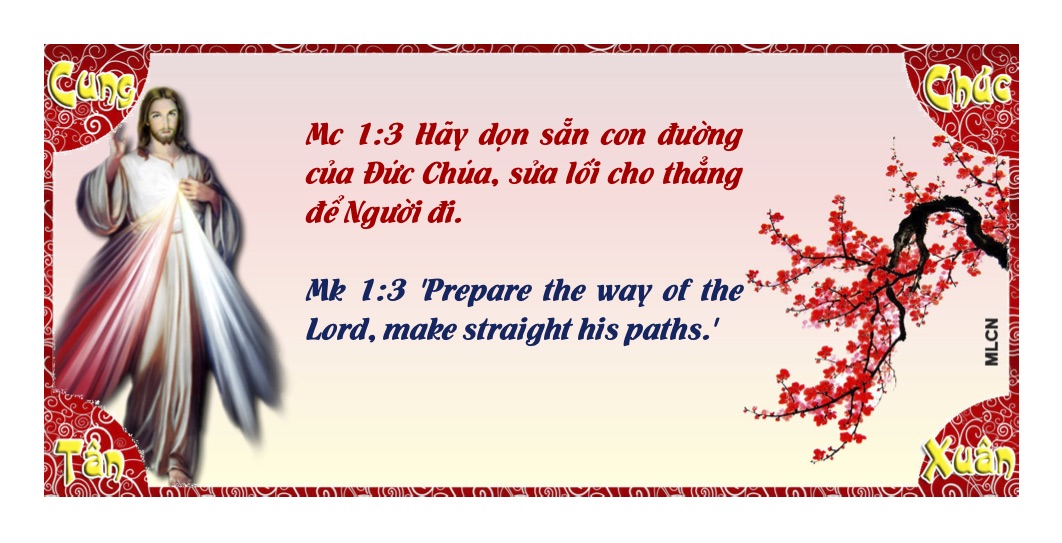 Cung
Chúc
Mc 1:3 Hãy dọn sẵn con đường
của Đức Chúa, sửa lối cho thẳng
để Người đi.
Mk 1:3 'Prepare the way of the
Lord, make straight his paths.'
MLCN
Tân
Xuân